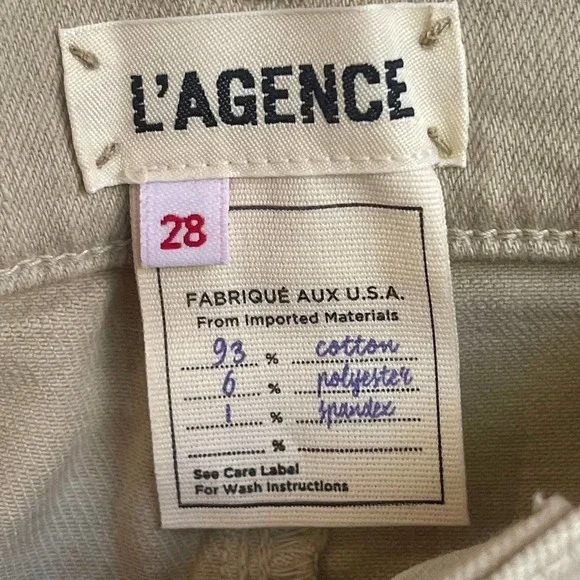 L'AGENCE
28
FABRIQUÉ AUX U.S.A.
From Imported Materials
93 % cotton
6 % polyester
1 % spandex
%
See Care Label
For Wash Instructions